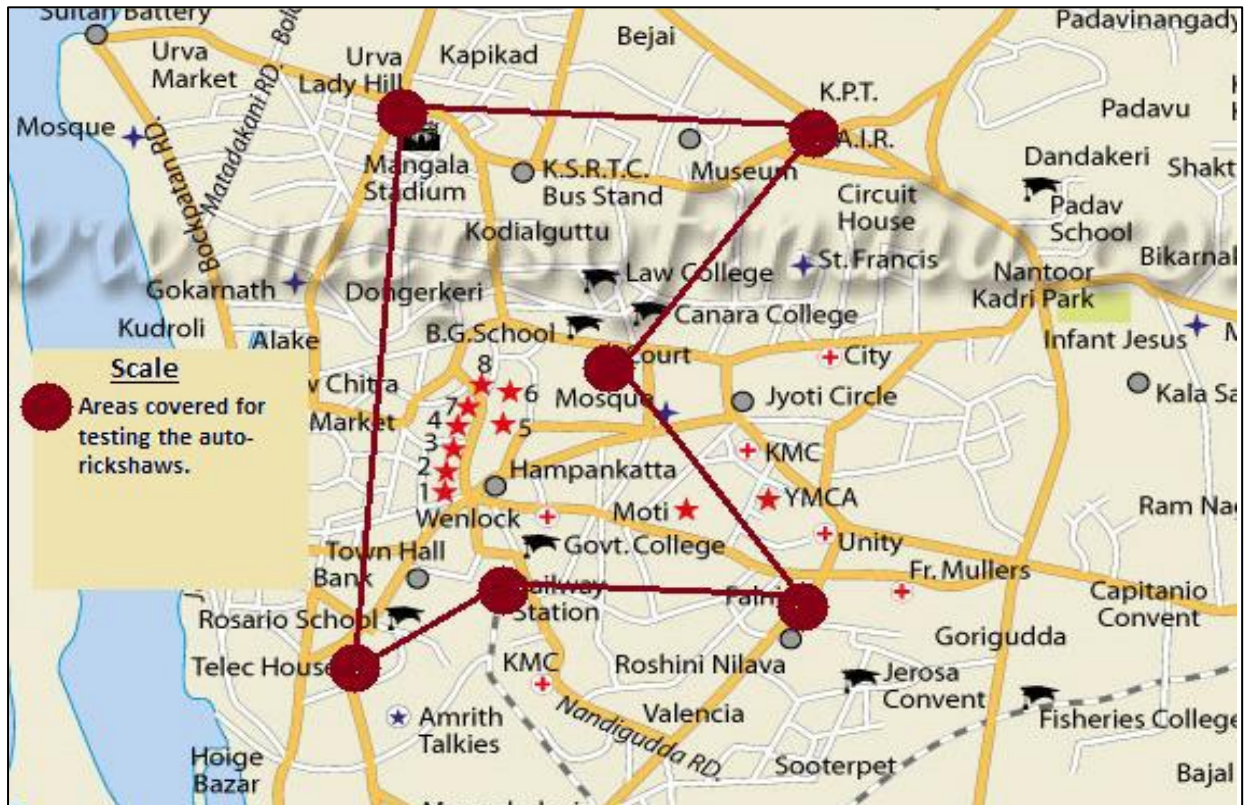 Sultan Battery
Urva
Market
Mosque
Bockpatan RD.
Matadakani RD.
Urva
Lady Hill
Kapikad
Bejai
Padavinangady
K.P.T.
A.I.R.
Padavu
Mangala
Stadium
K.S.R.T.C.
Bus Stand
Museum
Circuit
House
Dandakeri
Padav
School
Shakt
Kodialguttu
Law College
St.Francis
Bikarnal
Gokarnath
Dongerkeri
Canara College
Nantoor
Kadri Park
Kudroli
Alake
B.G.School
City
Infant Jesus
Scale
Areas covered for
testing the auto-
rickshaws.
w Chitra
Market
8
7
6
5
4
3
2
1
Court
Mosque
Jyoti Circle
Kala Sa
Hampankatta
KMC
Wenlock
Moti
YMCA
Ram Na
Town Hall
Bank
Govt. College
Unity
Fr. Mullers
Capitanio
Convent
Railway
Station
Rosario School
Gorigudda
Telec House
KMC
Roshini Nilava
Jerosa
Convent
Amrith
Talkies
Nandigudda RD.
Valencia
Fisheries College
Hoige
Bazar
Sooterpet
Bajal